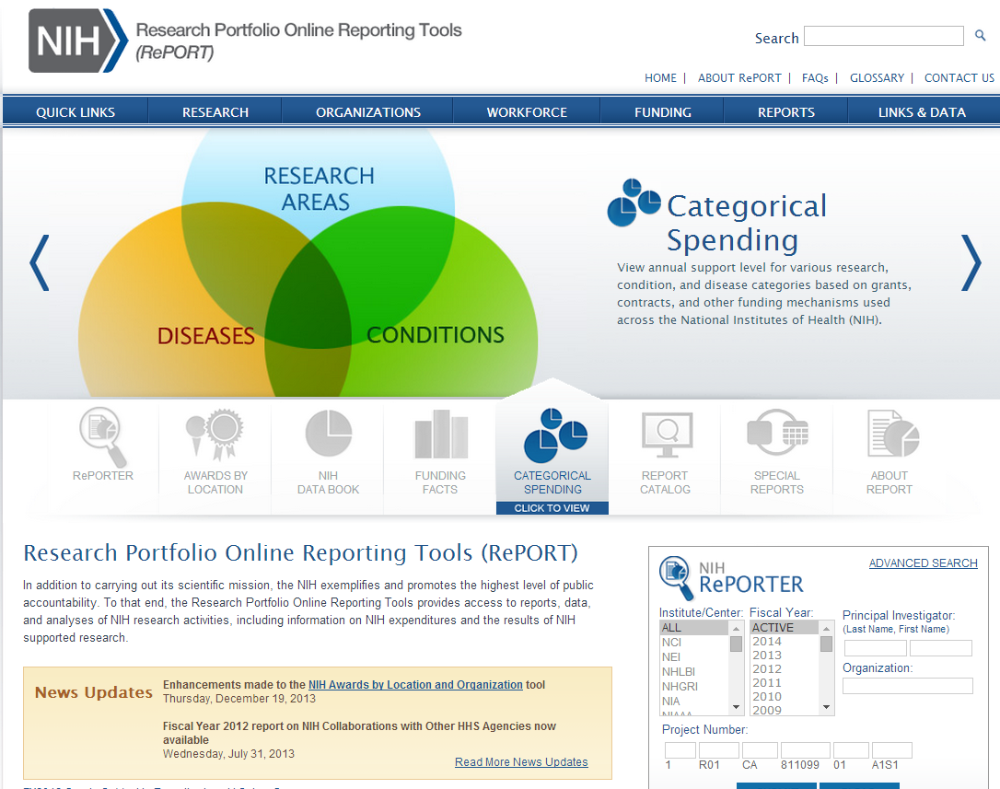 NIH
Research Portfolio Online Reporting Tools
(RePORT)
Search
HOME | ABOUT RePORT | FAQs | GLOSSARY | CONTACT US
QUICK LINKS
RESEARCH
ORGANIZATIONS
WORKFORCE
FUNDING
REPORTS
LINKS & DATA
RESEARCH
AREAS
DISEASES
CONDITIONS
Categorical
Spending
View annual support level for various research,
condition, and disease categories based on grants,
contracts, and other funding mechanisms used
across the National Institutes of Health (NIH).
RePORTER
AWARDS BY
LOCATION
NIH
DATA BOOK
FUNDING
FACTS
CATEGORICAL
SPENDING
CLICK TO VIEW
REPORT
CATALOG
SPECIAL
REPORTS
ABOUT
REPORT
Research Portfolio Online Reporting Tools (RePORT)
In addition to carrying out its scientific mission, the NIH exemplifies and promotes the highest level of public
accountability. To that end, the Research Portfolio Online Reporting Tools provides access to reports, data,
and analyses of NIH research activities, including information on NIH expenditures and the results of NIH
supported research.
News Updates
Enhancements made to the NIH Awards by Location and Organization tool
Thursday, December 19, 2013
Fiscal Year 2012 report on NIH Collaborations with Other HHS Agencies now
available
Wednesday, July 31, 2013
Read More News Updates
NIH
RePORTER
ADVANCED SEARCH
Institute/Center:
ALL
NCI
NEI
NHLBI
NHGRI
NIA
NIAAA
Fiscal Year:
ACTIVE
2014
2013
2012
2011
2010
2009
Principal Investigator:
(Last Name, First Name)
Organization:
Project Number:
1 R01 CA 811099 01 A1S1